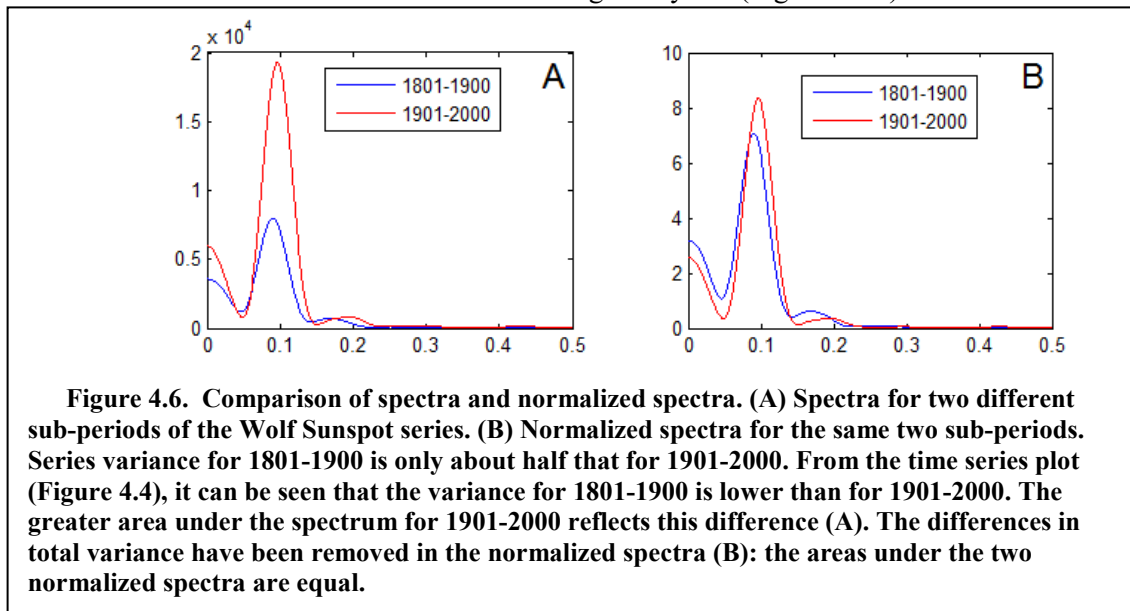 x 10⁴
2
1.5
1
0.5
0
0 0.1 0.2 0.3 0.4 0.5
1801-1900
1901-2000
A
10
8
6
4
2
0
0 0.1 0.2 0.3 0.4 0.5
1801-1900
1901-2000
B
Figure 4.6. Comparison of spectra and normalized spectra. (A) Spectra for two different
sub-periods of the Wolf Sunspot series. (B) Normalized spectra for the same two sub-periods.
Series variance for 1801-1900 is only about half that for 1901-2000. From the time series plot
(Figure 4.4), it can be seen that the variance for 1801-1900 is lower than for 1901-2000. The
greater area under the spectrum for 1901-2000 reflects this difference (A). The differences in
total variance have been removed in the normalized spectra (B): the areas under the two
normalized spectra are equal.